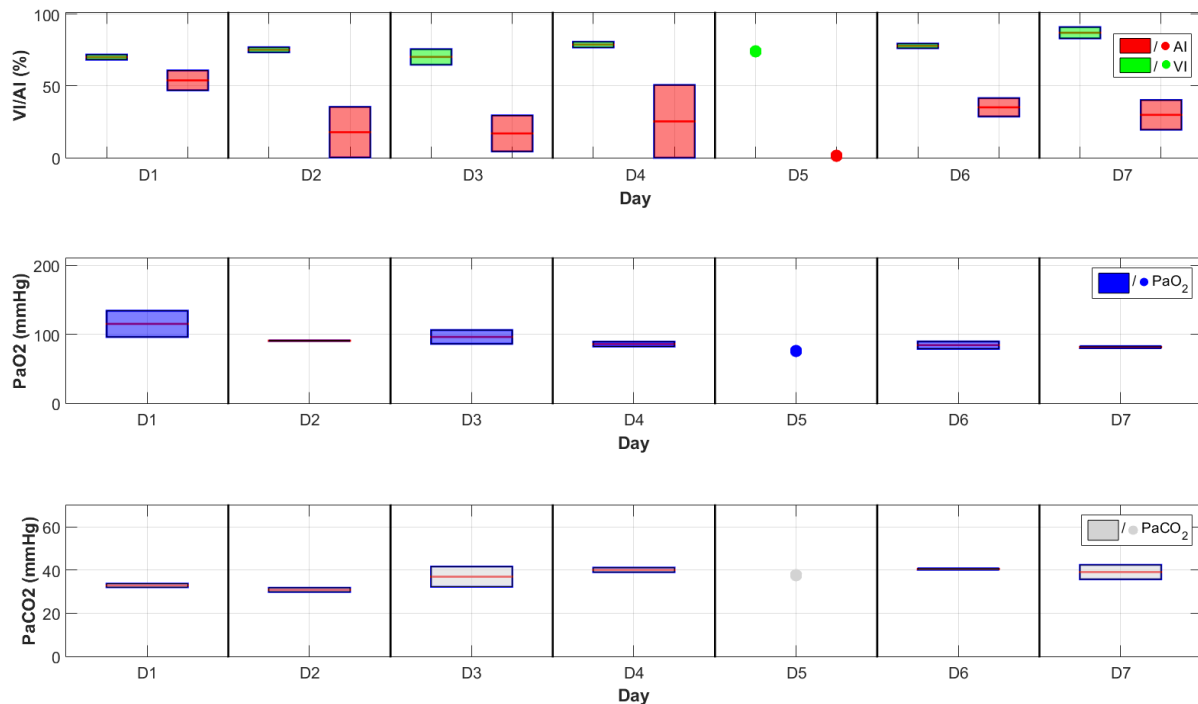 100
50
0
VI/AI (%)
/ ● AI
/ ● VI
D1 D2 D3 D4 D5 D6 D7
Day
200
100
0
PaO2 (mmHg)
/ ● PaO₂
D1 D2 D3 D4 D5 D6 D7
Day
60
40
20
0
PaCO2 (mmHg)
/ ● PaCO₂
D1 D2 D3 D4 D5 D6 D7
Day